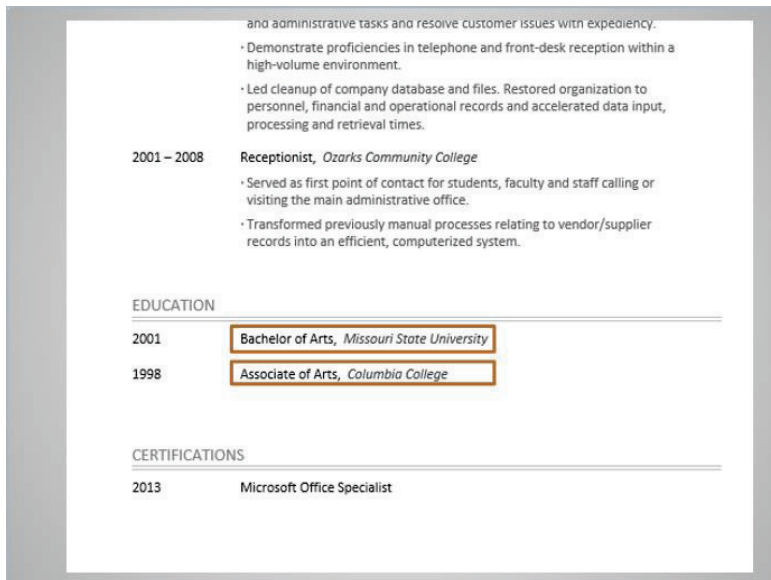 and administrative tasks and resolve customer issues with expediency.
· Demonstrate proficiencies in telephone and front-desk reception within a
high-volume environment.
· Led cleanup of company database and files. Restored organization to
personnel, financial and operational records and accelerated data input,
processing and retrieval times.
2001 – 2008 Receptionist, Ozarks Community College
· Served as first point of contact for students, faculty and staff calling or
visiting the main administrative office.
· Transformed previously manual processes relating to vendor/supplier
records into an efficient, computerized system.
EDUCATION
2001 Bachelor of Arts, Missouri State University
1998 Associate of Arts, Columbia College
CERTIFICATIONS
2013 Microsoft Office Specialist